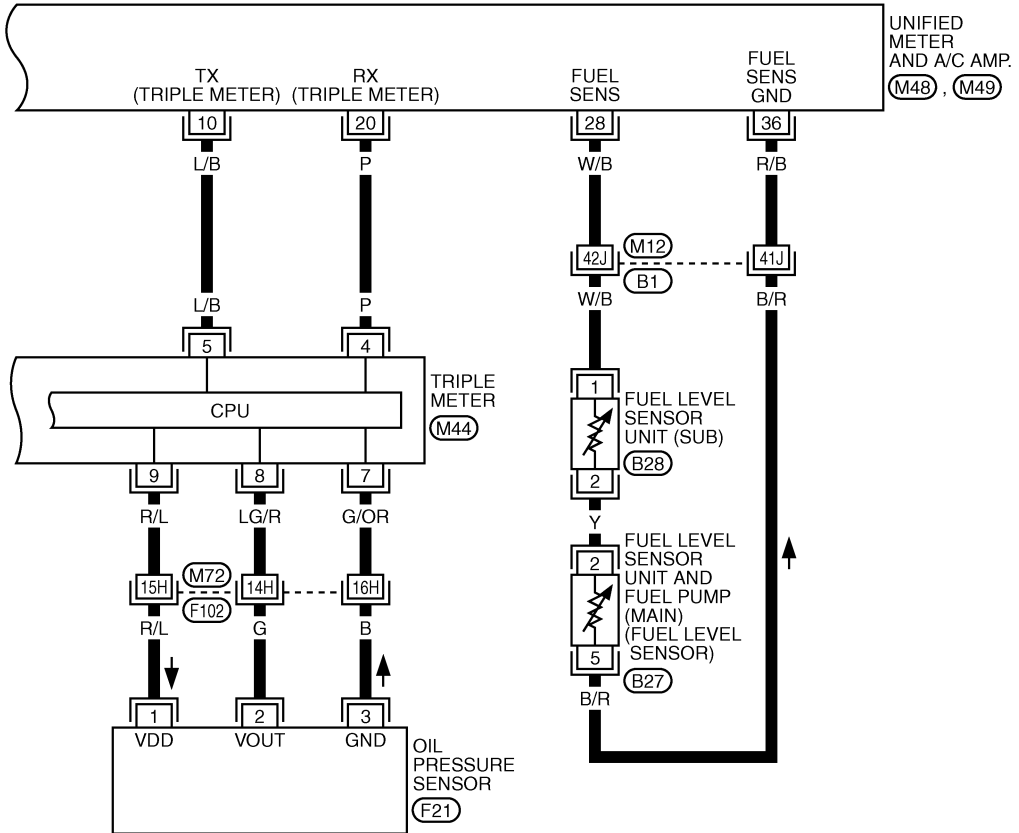 UNIFIED
METER
AND A/C AMP.
M48 , M49
TX
(TRIPLE METER)
RX
(TRIPLE METER)
FUEL
SENS
FUEL
SENS
GND
10
20
28
36
L/B
P
W/B
R/B
42J
M12
B1
41J
L/B
P
W/B
B/R
5
4
TRIPLE
METER
M44
CPU
9
8
7
1
FUEL LEVEL
SENSOR
UNIT (SUB)
B28
2
Y
R/L
LG/R
G/OR
2
FUEL LEVEL
SENSOR
UNIT AND
FUEL PUMP
(MAIN)
(FUEL LEVEL
SENSOR)
5
B27
B/R
15H
M72
F102
14H
16H
R/L
G
B
1
2
3
VDD
VOUT
GND
OIL
PRESSURE
SENSOR
F21